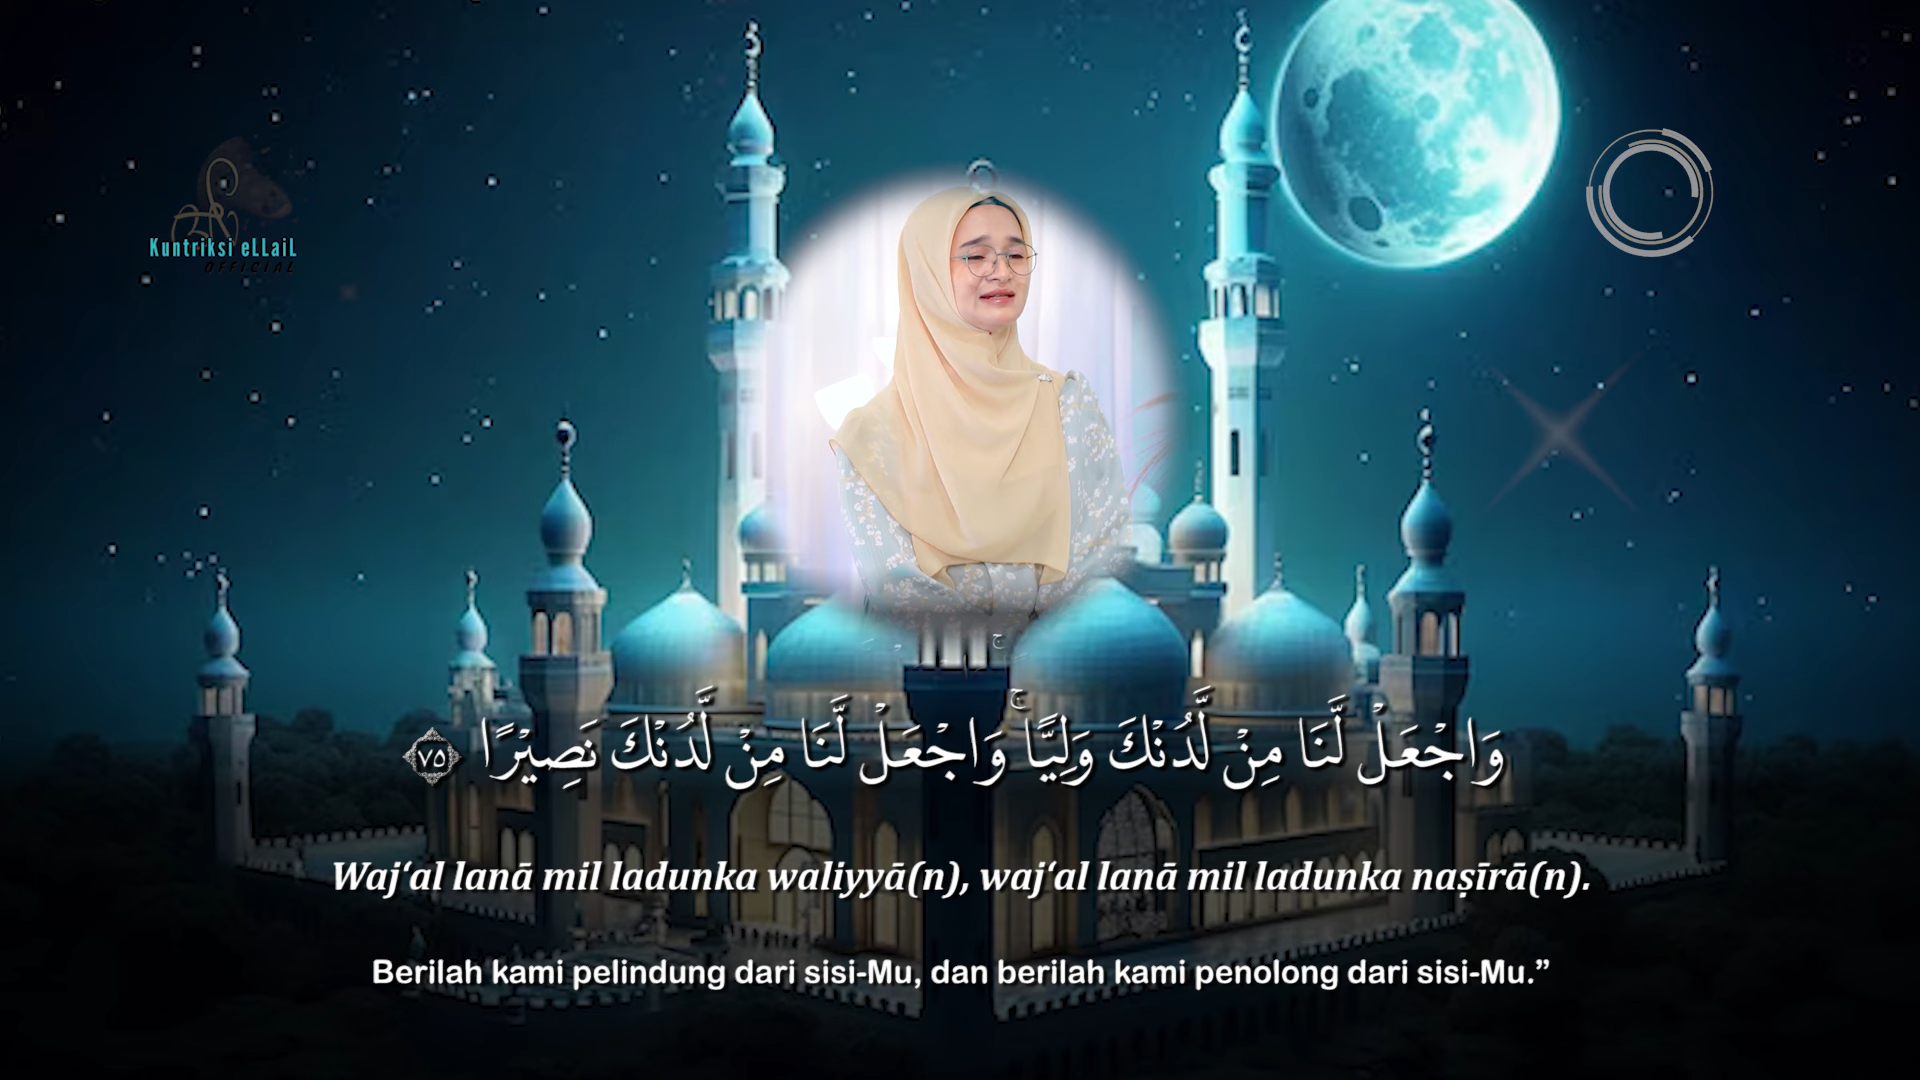 Kuntriksi eLLaiL
OFFICIAL
وَاجْعَلْ لَّنَا مِنْ لَّدُنْكَ وَلِيًّاۚ وَاجْعَلْ لَّنَا مِنْ لَّدُنْكَ نَصِيْرًا ٧٥
Waj‘al lanā mil ladunka waliyyā(n), waj‘al lanā mil ladunka naṣīrā(n).
Berilah kami pelindung dari sisi-Mu, dan berilah kami penolong dari sisi-Mu.”